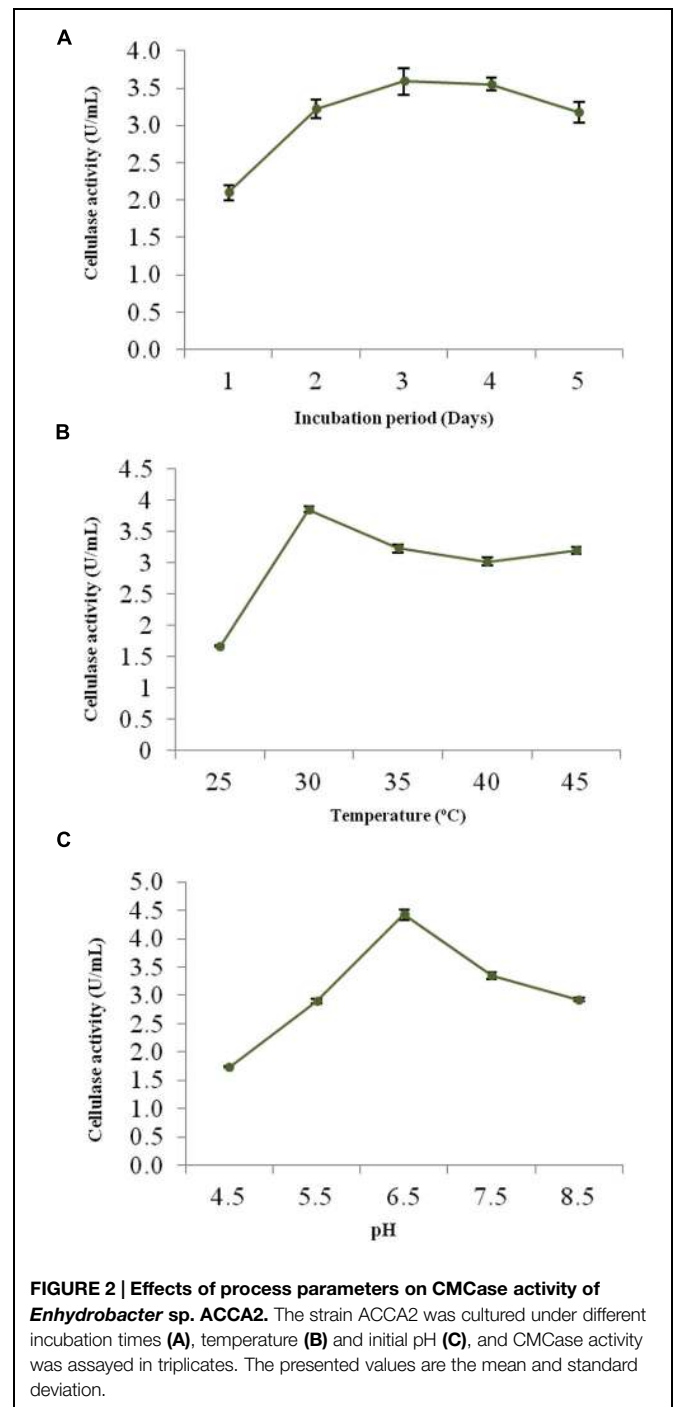 A
4.0
3.5
3.0
2.5
2.0
1.5
1.0
0.5
0.0
Cellulase activity (U/mL)
1 2 3 4 5
Incubation period (Days)
B
4.5
4
3.5
3
2.5
2
1.5
1
0.5
0
Cellulase activity (U/mL)
25 30 35 40 45
Temperature (°C)
C
5.0
4.5
4.0
3.5
3.0
2.5
2.0
1.5
1.0
0.5
0.0
Cellulase activity (U/mL)
4.5 5.5 6.5 7.5 8.5
pH
FIGURE 2 | Effects of process parameters on CMCase activity of
Enhydrobacter sp. ACCA2. The strain ACCA2 was cultured under different
incubation times (A), temperature (B) and initial pH (C), and CMCase activity
was assayed in triplicates. The presented values are the mean and standard
deviation.